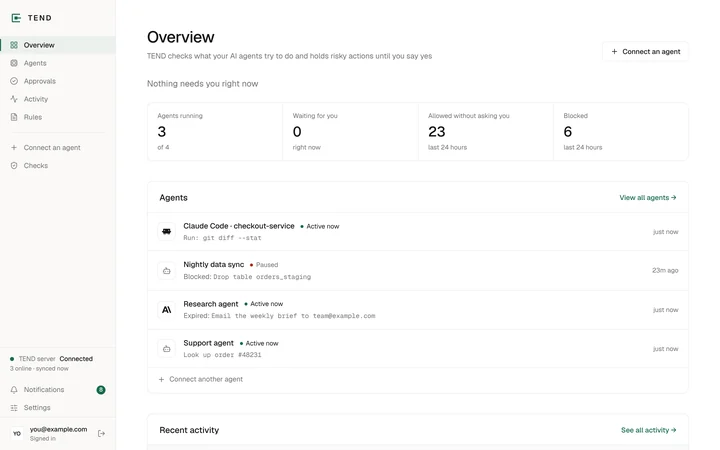 TEND
Overview
Agents
Approvals
Activity
Rules
Connect an agent
Checks
TEND server Connected
3 online · synced now
Notifications
8
Settings
YO
you@example.com
Signed in
Overview
TEND checks what your AI agents try to do and holds risky actions until you say yes
+ Connect an agent
Nothing needs you right now
Agents running
3
of 4
Waiting for you
0
right now
Allowed without asking you
23
last 24 hours
Blocked
6
last 24 hours
Agents
View all agents →
Claude Code · checkout-service Active now
Run: git diff --stat
just now
Nightly data sync Paused
Blocked: Drop table orders_staging
23m ago
Research agent Active now
Expired: Email the weekly brief to team@example.com
just now
Support agent Active now
Look up order #48231
just now
+ Connect another agent
Recent activity
See all activity →